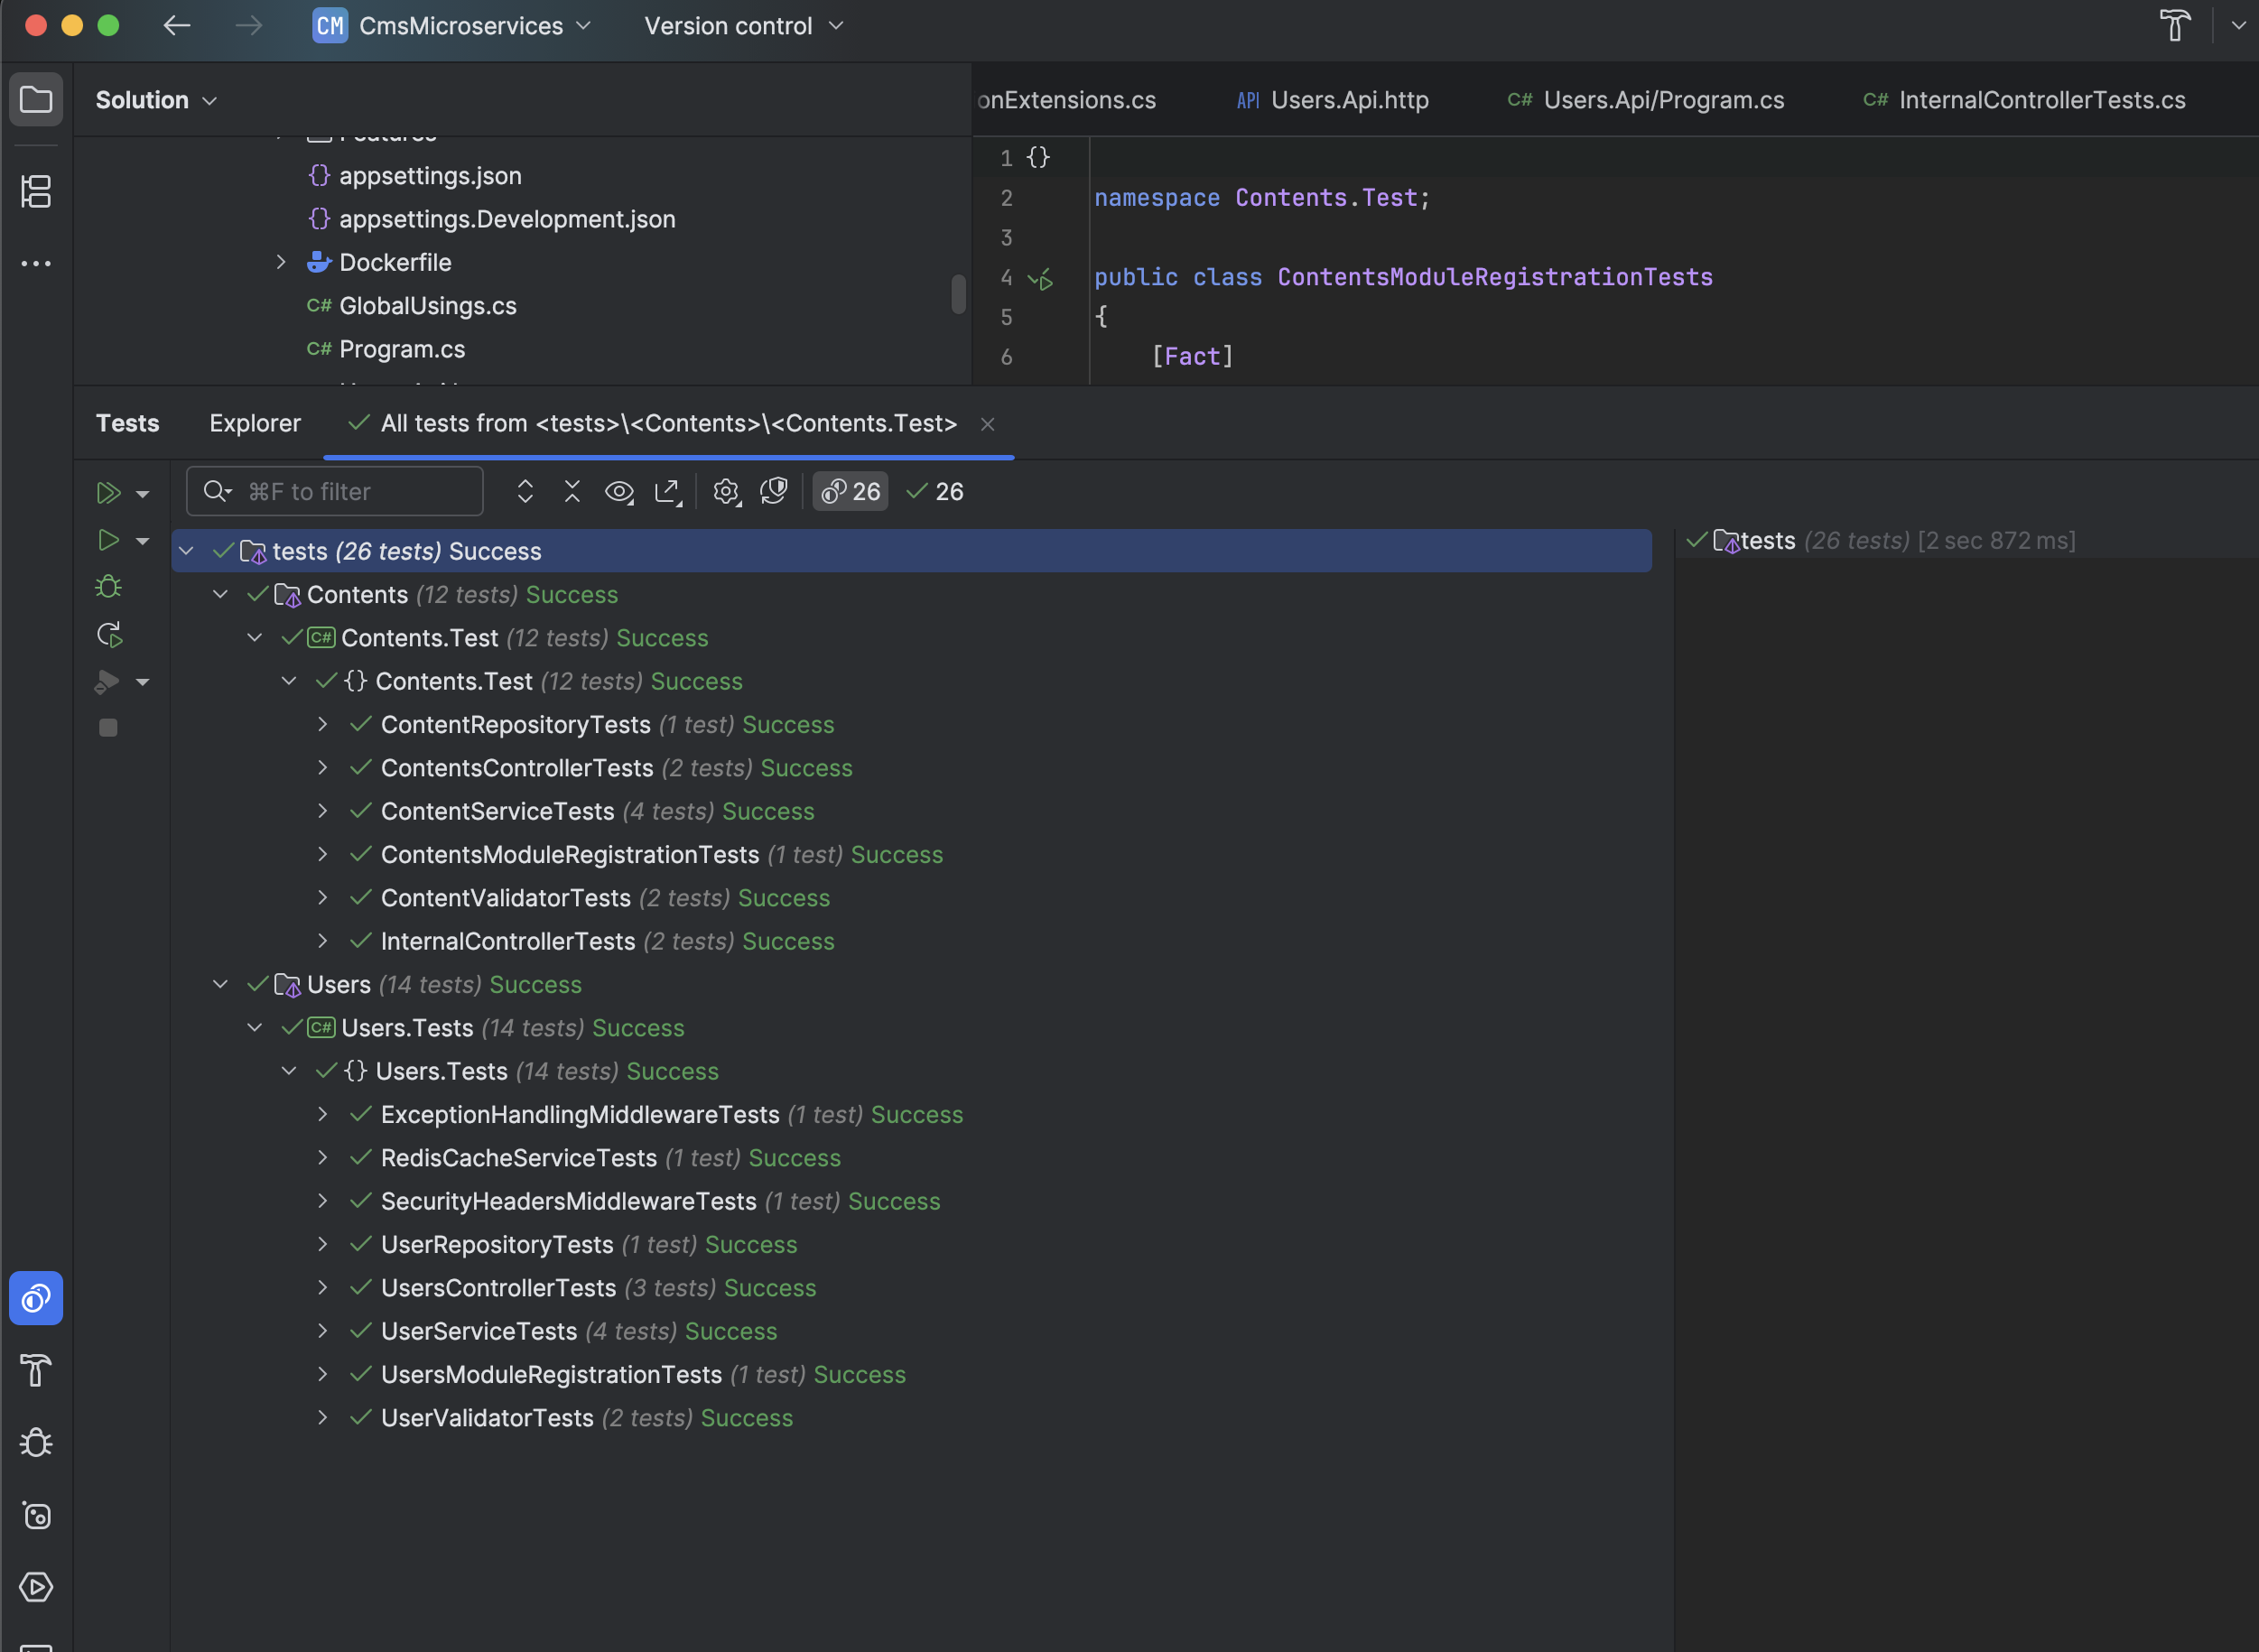 CM CmsMicroservices Version control
Solution
Features
appsettings.json
appsettings.Development.json
Dockerfile
C# GlobalUsings.cs
C# Program.cs
onExtensions.cs API Users.Api.http C# Users.Api/Program.cs C# InternalControllerTests.cs
1 {}
2 namespace Contents.Test;
3
4 public class ContentsModuleRegistrationTests
5 {
6 [Fact]
Tests Explorer All tests from <tests>\<Contents>\<Contents.Test>
⌘F to filter 26 26
tests (26 tests) Success
Contents (12 tests) Success
C# Contents.Test (12 tests) Success
{} Contents.Test (12 tests) Success
ContentRepositoryTests (1 test) Success
ContentsControllerTests (2 tests) Success
ContentServiceTests (4 tests) Success
ContentsModuleRegistrationTests (1 test) Success
ContentValidatorTests (2 tests) Success
InternalControllerTests (2 tests) Success
Users (14 tests) Success
C# Users.Tests (14 tests) Success
{} Users.Tests (14 tests) Success
ExceptionHandlingMiddlewareTests (1 test) Success
RedisCacheServiceTests (1 test) Success
SecurityHeadersMiddlewareTests (1 test) Success
UserRepositoryTests (1 test) Success
UsersControllerTests (3 tests) Success
UserServiceTests (4 tests) Success
UsersModuleRegistrationTests (1 test) Success
UserValidatorTests (2 tests) Success
tests (26 tests) [2 sec 872 ms]